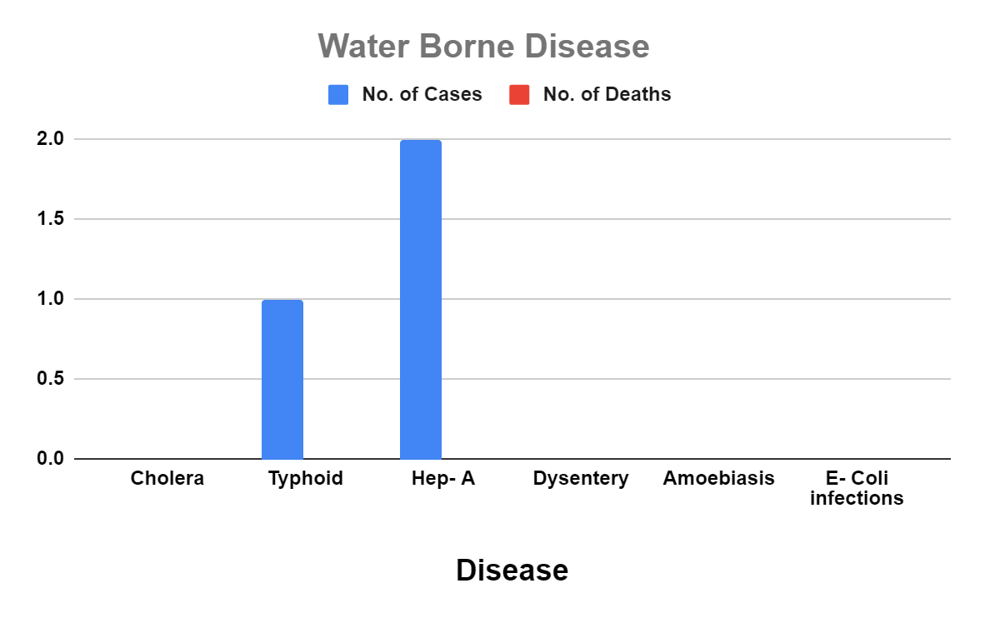 Water Borne Disease
No. of Cases No. of Deaths
2.0
1.5
1.0
0.5
0.0
Cholera Typhoid Hep- A Dysentery Amoebiasis E- Coli
infections
Disease